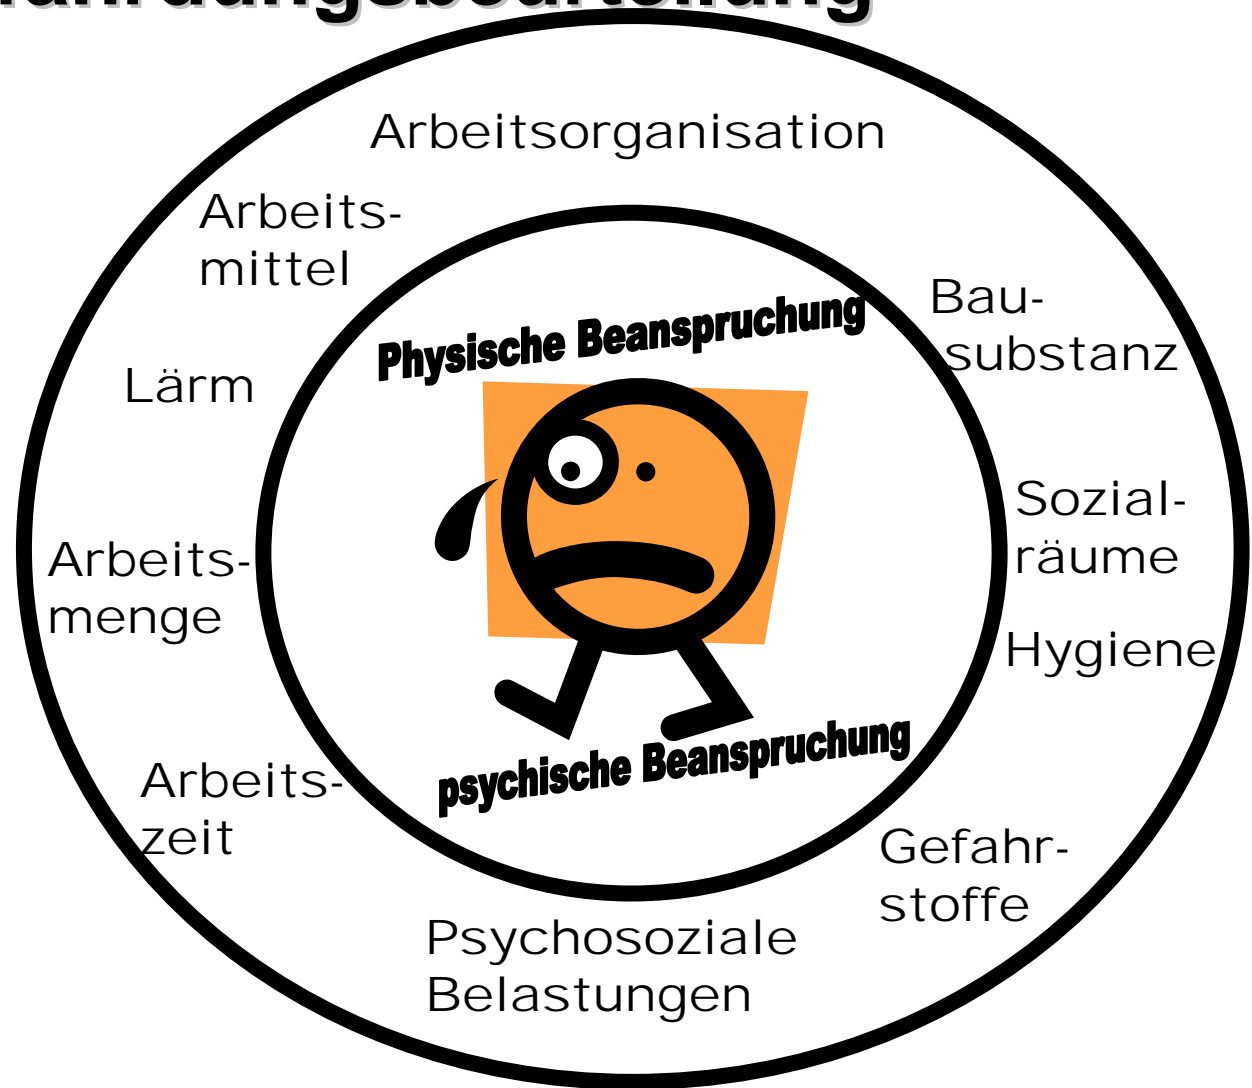 Arbeitsorganisation
Arbeits-
mittel
Bau-
substanz
Lärm
Physische Beanspruchung
Sozial-
räume
Arbeits-
menge
Hygiene
psychische Beanspruchung
Arbeits-
zeit
Gefahr-
stoffe
Psychosoziale
Belastungen